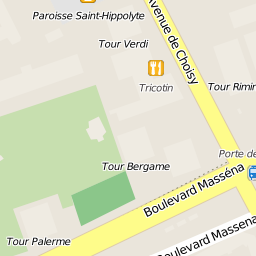 Paroisse Saint-Hippolyte
Avenue de Choisy
Tour Verdi
Tricotin
Tour Rimin
Porte de
Tour Bergame
Boulevard Masséna
Tour Palerme
Boulevard Massena